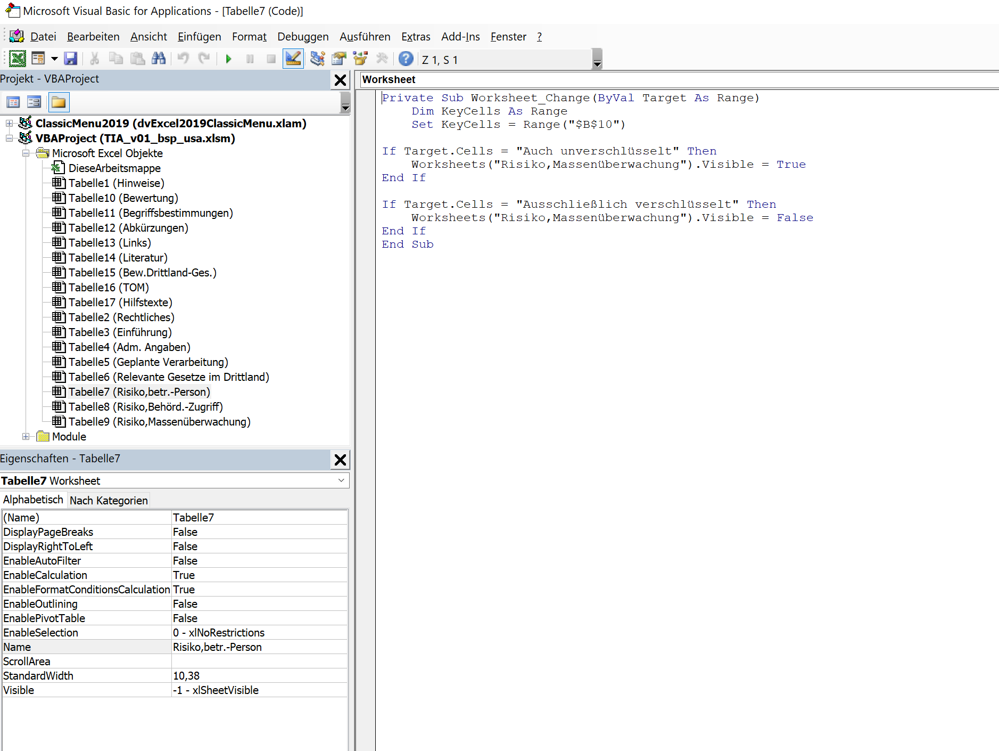 Microsoft Visual Basic for Applications - [Tabelle7 (Code)]
Datei Bearbeiten Ansicht Einfügen Format Debuggen Ausführen Extras Add-Ins Fenster ?
Z 1, S 1
Projekt - VBAProject
ClassicMenu2019 (dvExcel2019ClassicMenu.xlam)
VBAProject (TIA_v01_bsp_usa.xlsm)
Microsoft Excel Objekte
DieseArbeitsmappe
Tabelle1 (Hinweise)
Tabelle10 (Bewertung)
Tabelle11 (Begriffsbestimmungen)
Tabelle12 (Abkürzungen)
Tabelle13 (Links)
Tabelle14 (Literatur)
Tabelle15 (Bew.Drittland-Ges.)
Tabelle16 (TOM)
Tabelle17 (Hilfstexte)
Tabelle2 (Rechtliches)
Tabelle3 (Einführung)
Tabelle4 (Adm. Angaben)
Tabelle5 (Geplante Verarbeitung)
Tabelle6 (Relevante Gesetze im Drittland)
Tabelle7 (Risiko,betr.-Person)
Tabelle8 (Risiko,Behörd.-Zugriff)
Tabelle9 (Risiko,Massenüberwachung)
Module
Eigenschaften - Tabelle7
Tabelle7 Worksheet
Alphabetisch Nach Kategorien
(Name) Tabelle7
DisplayPageBreaks False
DisplayRightToLeft False
EnableAutoFilter False
EnableCalculation True
EnableFormatConditionsCalculation True
EnableOutlining False
EnablePivotTable False
EnableSelection 0 - xlNoRestrictions
Name Risiko,betr.-Person
ScrollArea
StandardWidth 10,38
Visible -1 - xlSheetVisible
Worksheet
Private Sub Worksheet_Change(ByVal Target As Range)
Dim KeyCells As Range
Set KeyCells = Range("$B$10")
If Target.Cells = "Auch unverschlüsselt" Then
Worksheets("Risiko,Massenüberwachung").Visible = True
End If
If Target.Cells = "Ausschließlich verschlüsselt" Then
Worksheets("Risiko,Massenüberwachung").Visible = False
End If
End Sub